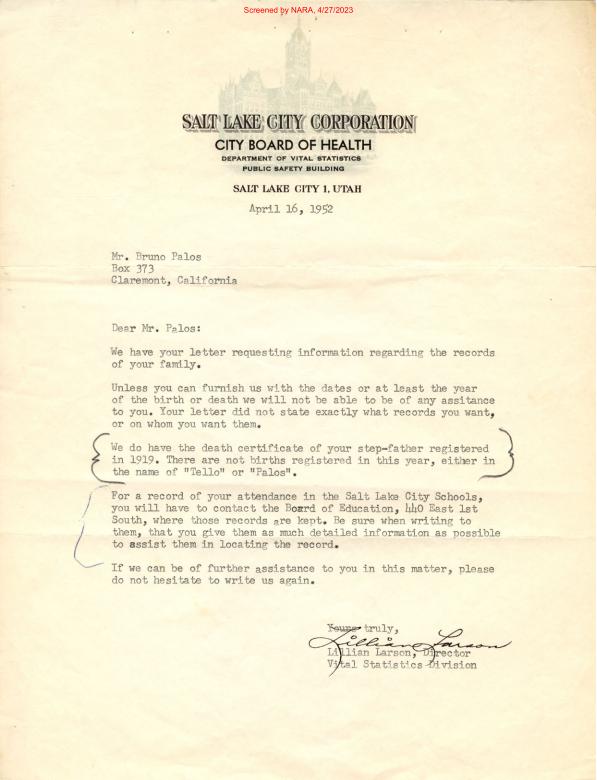 Screened by NARA, 4/27/2023
SALT LAKE CITY CORPORATION
CITY BOARD OF HEALTH
DEPARTMENT OF VITAL STATISTICS
PUBLIC SAFETY BUILDING
SALT LAKE CITY 1, UTAH
April 16, 1952
Mr. Bruno Palos
Box 373
Claremont, California
Dear Mr. Palos:
We have your letter requesting information regarding the records
of your family.
Unless you can furnish us with the dates or at least the year
of the birth or death we will not be able to be of any assitance
to you. Your letter did not state exactly what records you want,
or on whom you want them.
We do have the death certificate of your step-father registered
in 1919. There are not births registered in this year, either in
the name of "Tello" or "Palos".
For a record of your attendance in the Salt Lake City Schools,
you will have to contact the Board of Education, 440 East 1st
South, where those records are kept. Be sure when writing to
them, that you give them as much detailed information as possible
to assist them in locating the record.
If we can be of further assistance to you in this matter, please
do not hesitate to write us again.
Yours truly,
Lillian Larson
Lillian Larson, Director
Vital Statistics Division